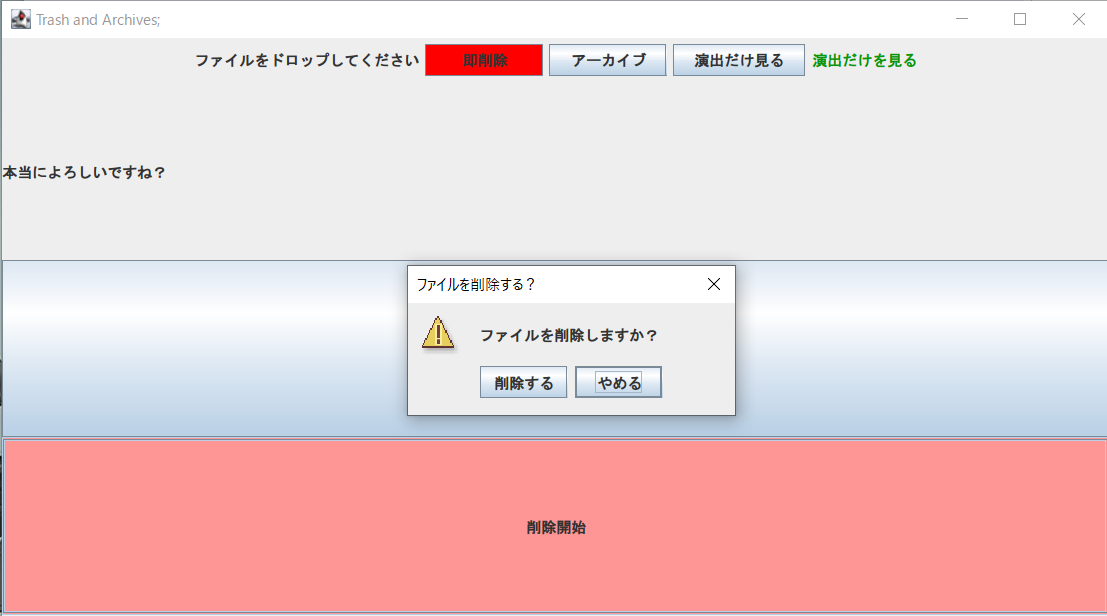 Trash and Archives;
ファイルをドロップしてください 即削除 アーカイブ 演出だけ見る 演出だけを見る
本当によろしいですね？
ファイルを削除する？
ファイルを削除しますか？
削除する やめる
削除開始